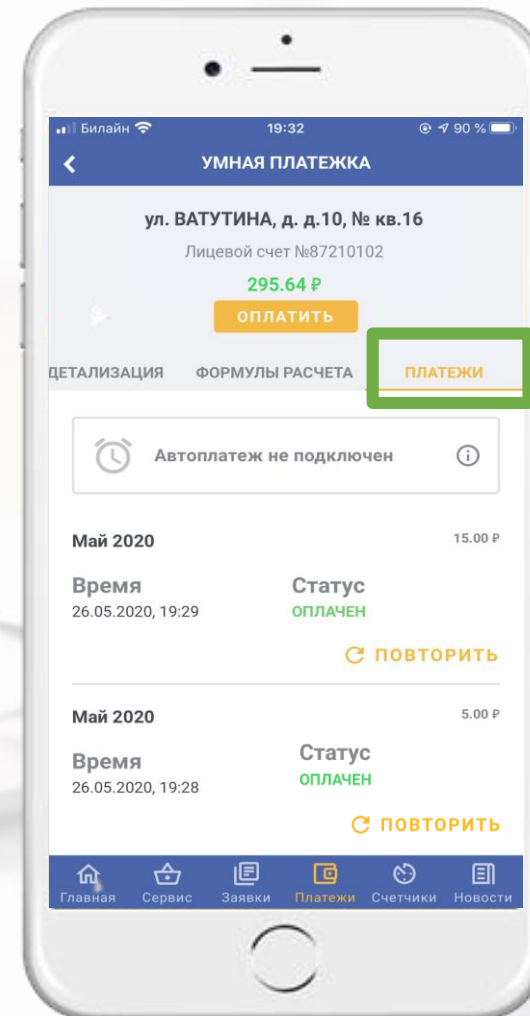 Билайн 19:32 90 %
УМНАЯ ПЛАТЕЖКА
ул. ВАТУТИНА, д. д.10, № кв.16
Лицевой счет №87210102
295.64 ₽
ОПЛАТИТЬ
ДЕТАЛИЗАЦИЯ ФОРМУЛЫ РАСЧЕТА ПЛАТЕЖИ
Автоплатеж не подключен
Май 2020 15.00 ₽
Время Статус
26.05.2020, 19:29 ОПЛАЧЕН
ПОВТОРИТЬ
Май 2020 5.00 ₽
Время Статус
26.05.2020, 19:28 ОПЛАЧЕН
ПОВТОРИТЬ
Главная Сервис Заявки Платежи Счетчики Новости